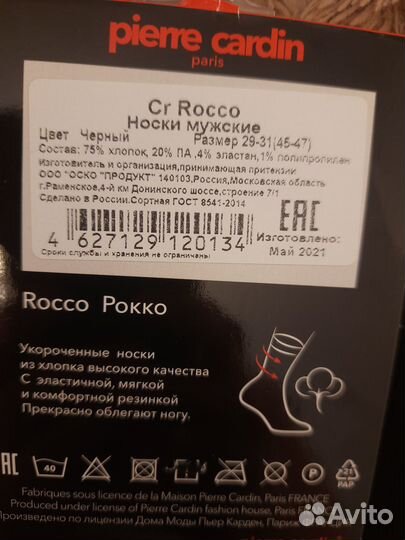 pierre cardin
paris
Cr Rocco
Носки мужские
Цвет Черный Размер 29-31(45-47)
Состав: 75% хлопок, 20% ПА ,4% эластан,1% полипропилен
Изготовитель и организация,принимающая притензии
ООО "ОСКО "ПРОДУКТ" 140103,Россия,Московская область
г.Раменское,4-й км Донинского шоссе,строение 7/1
Сделано в России.Сортная ГОСТ 8541-2014
EAC
4 627129 120134
Изготовлено:
Май 2021
Сроки службы и хранения не ограничены
Rocco Рокко
Укороченные носки
из хлопка высокого качества
С эластичной, мягкой
и комфортной резинкой
Прекрасно облегают ногу.
40
P
21
PAP
Fabriques sous licence de la Maison Pierre Cardin, Paris FRANCE
Produced under license of Pierre Cardin fashion house, Paris FRANCE
Произведено по лицензии Дома Моды Пьер Карден, Париж
Avito